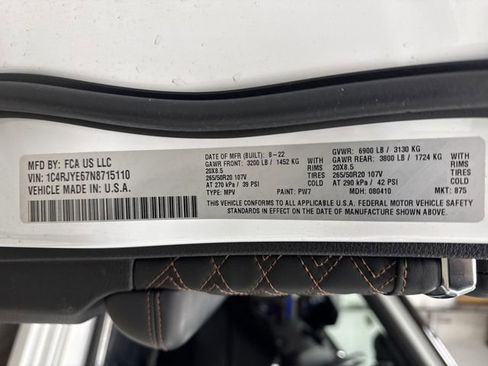 MFD BY: FCA US LLC
VIN: 1C4RJYE67N8715110
VEHICLE MADE IN U.S.A.
DATE OF MFR (BUILT): 8-22
GAWR FRONT: 3200 LB / 1452 KG
20X8.5
265/50R20 107V
AT 270 kPa / 39 PSI
TYPE: MPV
WITH
RIMS
TIRES
COLD
PAINT: PW7
GVWR: 6900 LB / 3130 KG
GAWR REAR: 3800 LB / 1724 KG
20X8.5
265/50R20 107V
AT 290 kPa / 42 PSI
MDH: 080410
WITH
RIMS
TIRES
COLD
MKT: 875
THIS VEHICLE CONFORMS TO ALL APPLICABLE U.S.A. FEDERAL MOTOR VEHICLE SAFETY
STANDARDS IN EFFECT ON THE DATE OF MANUFACTURE SHOWN ABOVE.